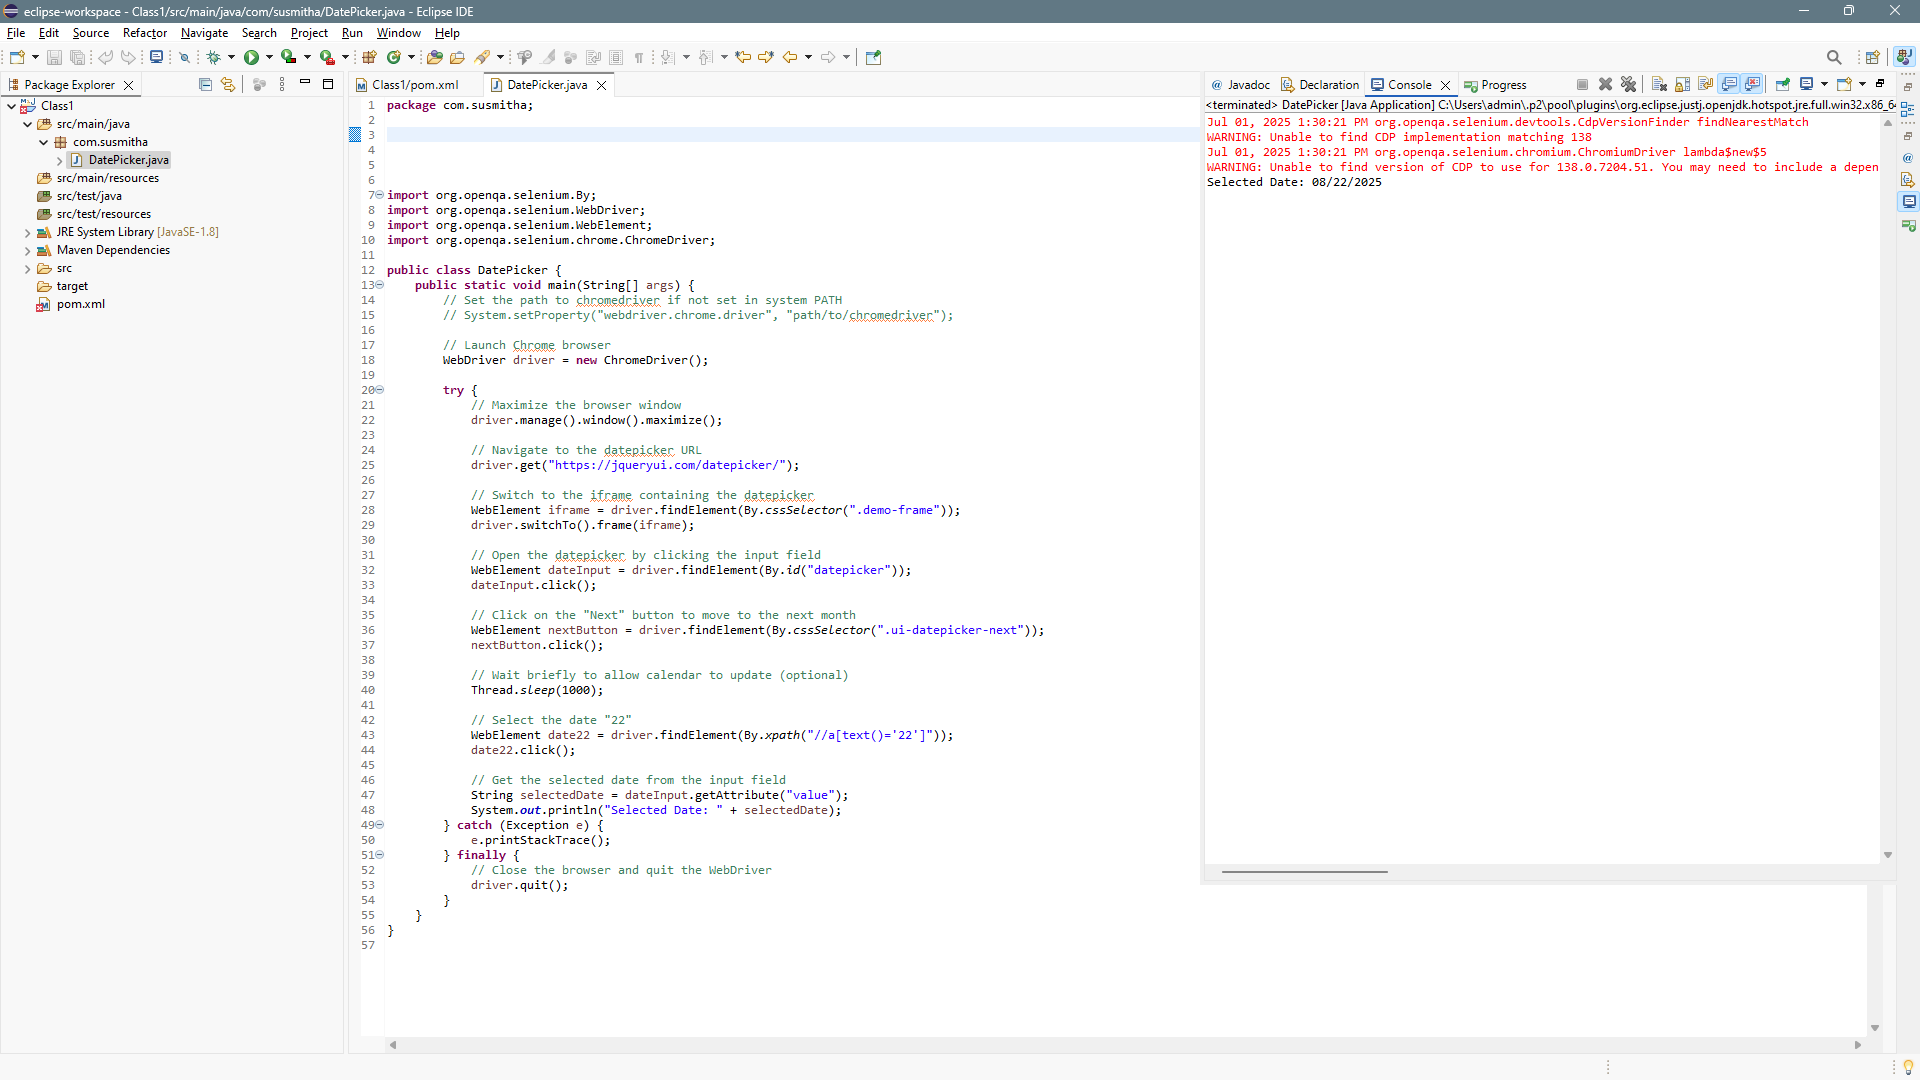 eclipse-workspace - Class1/src/main/java/com/susmitha/DatePicker.java - Eclipse IDE
File Edit Source Refactor Navigate Search Project Run Window Help
Package Explorer
Class1
src/main/java
com.susmitha
DatePicker.java
src/main/resources
src/test/java
src/test/resources
JRE System Library [JavaSE-1.8]
Maven Dependencies
src
target
pom.xml
Class1/pom.xml DatePicker.java
1 package com.susmitha;
2
3
4
5
6
7 import org.openqa.selenium.By;
8 import org.openqa.selenium.WebDriver;
9 import org.openqa.selenium.WebElement;
10 import org.openqa.selenium.chrome.ChromeDriver;
11
12 public class DatePicker {
13 public static void main(String[] args) {
14 // Set the path to chromedriver if not set in system PATH
15 // System.setProperty("webdriver.chrome.driver", "path/to/chromedriver");
16
17 // Launch Chrome browser
18 WebDriver driver = new ChromeDriver();
19
20 try {
21 // Maximize the browser window
22 driver.manage().window().maximize();
23
24 // Navigate to the datepicker URL
25 driver.get("https://jqueryui.com/datepicker/");
26
27 // Switch to the iframe containing the datepicker
28 WebElement iframe = driver.findElement(By.cssSelector(".demo-frame"));
29 driver.switchTo().frame(iframe);
30
31 // Open the datepicker by clicking the input field
32 WebElement dateInput = driver.findElement(By.id("datepicker"));
33 dateInput.click();
34
35 // Click on the "Next" button to move to the next month
36 WebElement nextButton = driver.findElement(By.cssSelector(".ui-datepicker-next"));
37 nextButton.click();
38
39 // Wait briefly to allow calendar to update (optional)
40 Thread.sleep(1000);
41
42 // Select the date "22"
43 WebElement date22 = driver.findElement(By.xpath("//a[text()='22']"));
44 date22.click();
45
46 // Get the selected date from the input field
47 String selectedDate = dateInput.getAttribute("value");
48 System.out.println("Selected Date: " + selectedDate);
49 } catch (Exception e) {
50 e.printStackTrace();
51 } finally {
52 // Close the browser and quit the WebDriver
53 driver.quit();
54 }
55 }
56 }
57
Javadoc Declaration Console Progress
<terminated> DatePicker [Java Application] C:\Users\admin\.p2\pool\plugins\org.eclipse.justj.openjdk.hotspot.jre.full.win32.x86_64
Jul 01, 2025 1:30:21 PM org.openqa.selenium.devtools.CdpVersionFinder findNearestMatch
WARNING: Unable to find CDP implementation matching 138
Jul 01, 2025 1:30:21 PM org.openqa.selenium.chromium.ChromiumDriver lambda$new$5
WARNING: Unable to find version of CDP to use for 138.0.7204.51. You may need to include a depen
Selected Date: 08/22/2025